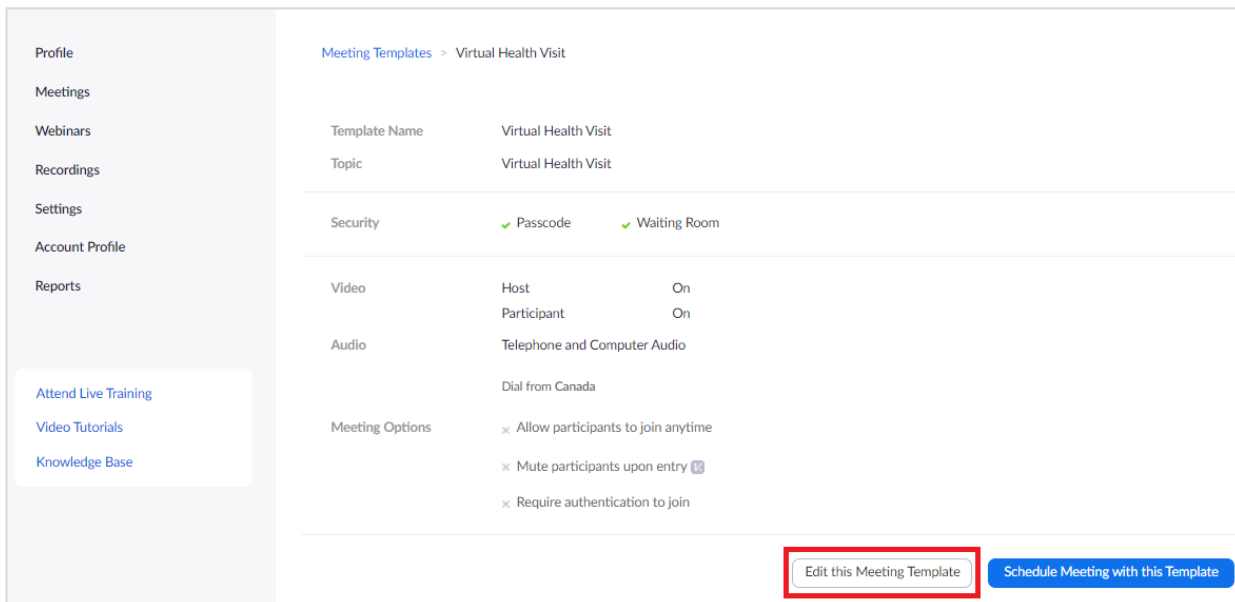 Profile
Meetings
Webinars
Recordings
Settings
Account Profile
Reports
Attend Live Training
Video Tutorials
Knowledge Base
Meeting Templates > Virtual Health Visit
Template Name Virtual Health Visit
Topic Virtual Health Visit
Security Passcode Waiting Room
Video Host On
Participant On
Audio Telephone and Computer Audio
Dial from Canada
Meeting Options Allow participants to join anytime
Mute participants upon entry
Require authentication to join
Edit this Meeting Template Schedule Meeting with this Template